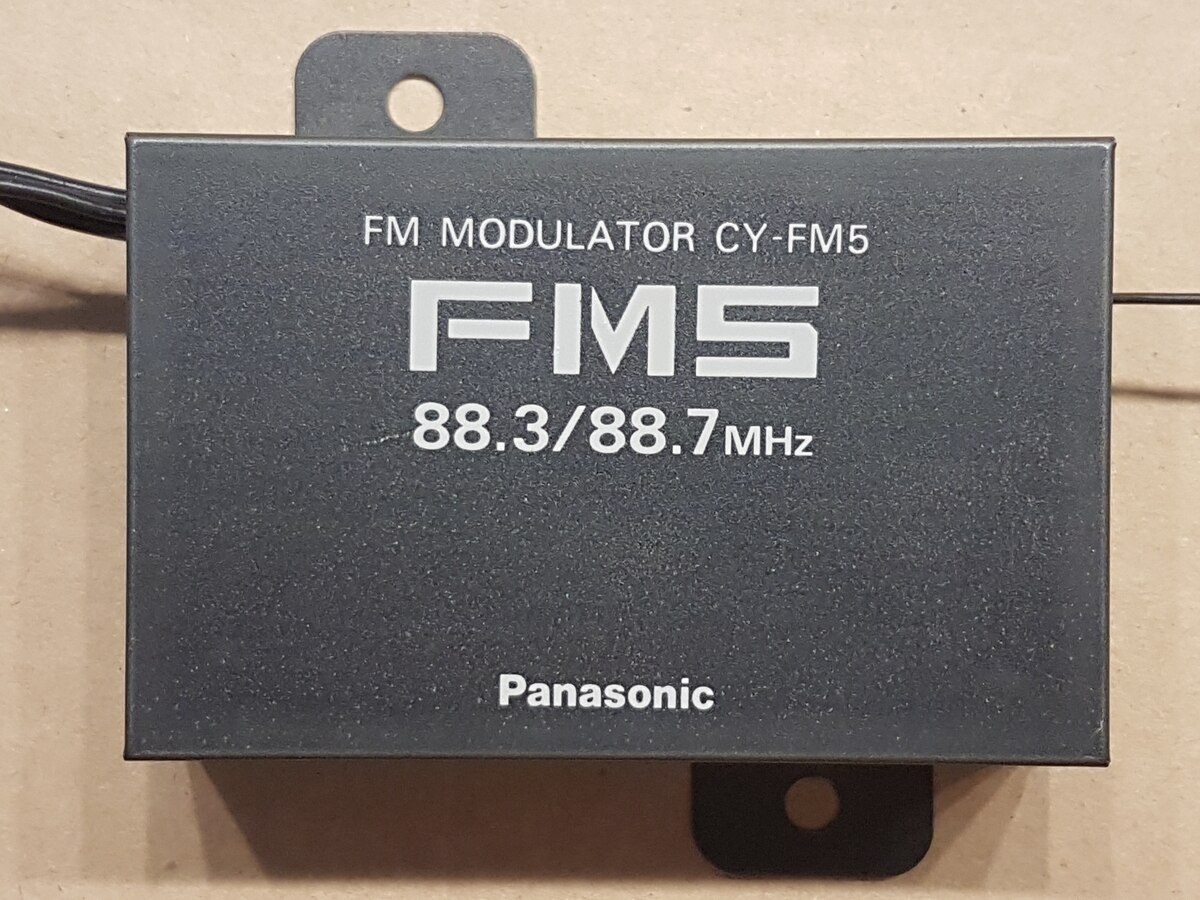 FM MODULATOR CY-FM5
FM5
88.3/88.7MHz
Panasonic